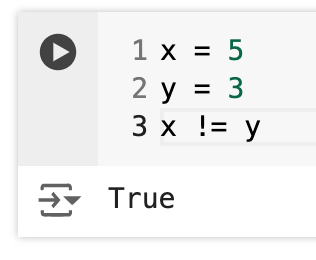 1 x = 5
2 y = 3
3 x != y
True